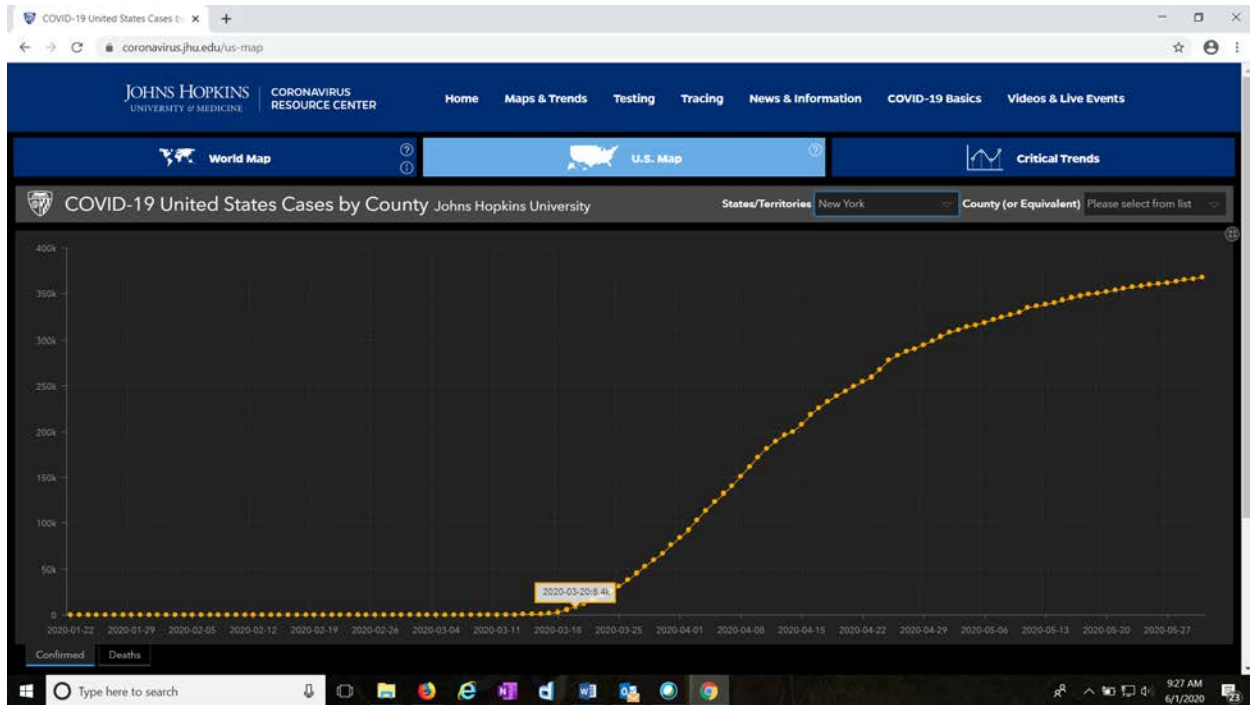 COVID-19 United States Cases b
coronavirus.jhu.edu/us-map
JOHNS HOPKINS
UNIVERSITY & MEDICINE
CORONAVIRUS
RESOURCE CENTER
Home Maps & Trends Testing Tracing News & Information COVID-19 Basics Videos & Live Events
World Map
U.S. Map
Critical Trends
COVID-19 United States Cases by County Johns Hopkins University
States/Territories New York
County (or Equivalent) Please select from list
400k
350k
300k
250k
200k
150k
100k
50k
2020-03-20:8.4k
0
2020-01-22 2020-01-29 2020-02-05 2020-02-12 2020-02-19 2020-02-26 2020-03-04 2020-03-11 2020-03-18 2020-03-25 2020-04-01 2020-04-08 2020-04-15 2020-04-22 2020-04-29 2020-05-06 2020-05-13 2020-05-20 2020-05-27
Confirmed Deaths
Type here to search
9:27 AM
6/1/2020
23